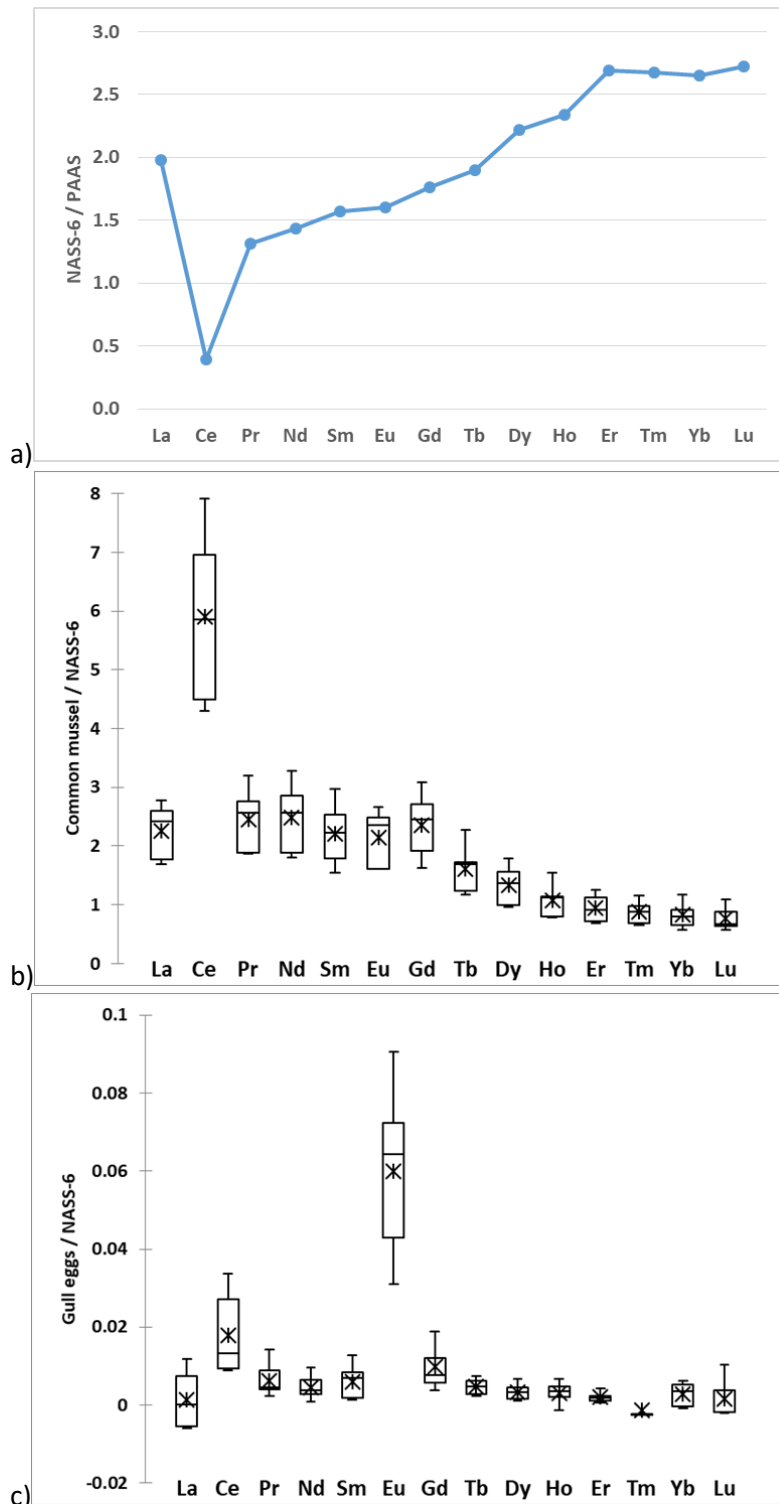 3.0
2.5
2.0
1.5
1.0
0.5
0.0
NASS-6 / PAAS
La Ce Pr Nd Sm Eu Gd Tb Dy Ho Er Tm Yb Lu
a)
8
7
6
5
4
3
2
1
0
Common mussel / NASS-6
La Ce Pr Nd Sm Eu Gd Tb Dy Ho Er Tm Yb Lu
b)
0.1
0.08
0.06
0.04
0.02
0
-0.02
Gull eggs / NASS-6
La Ce Pr Nd Sm Eu Gd Tb Dy Ho Er Tm Yb Lu
c)